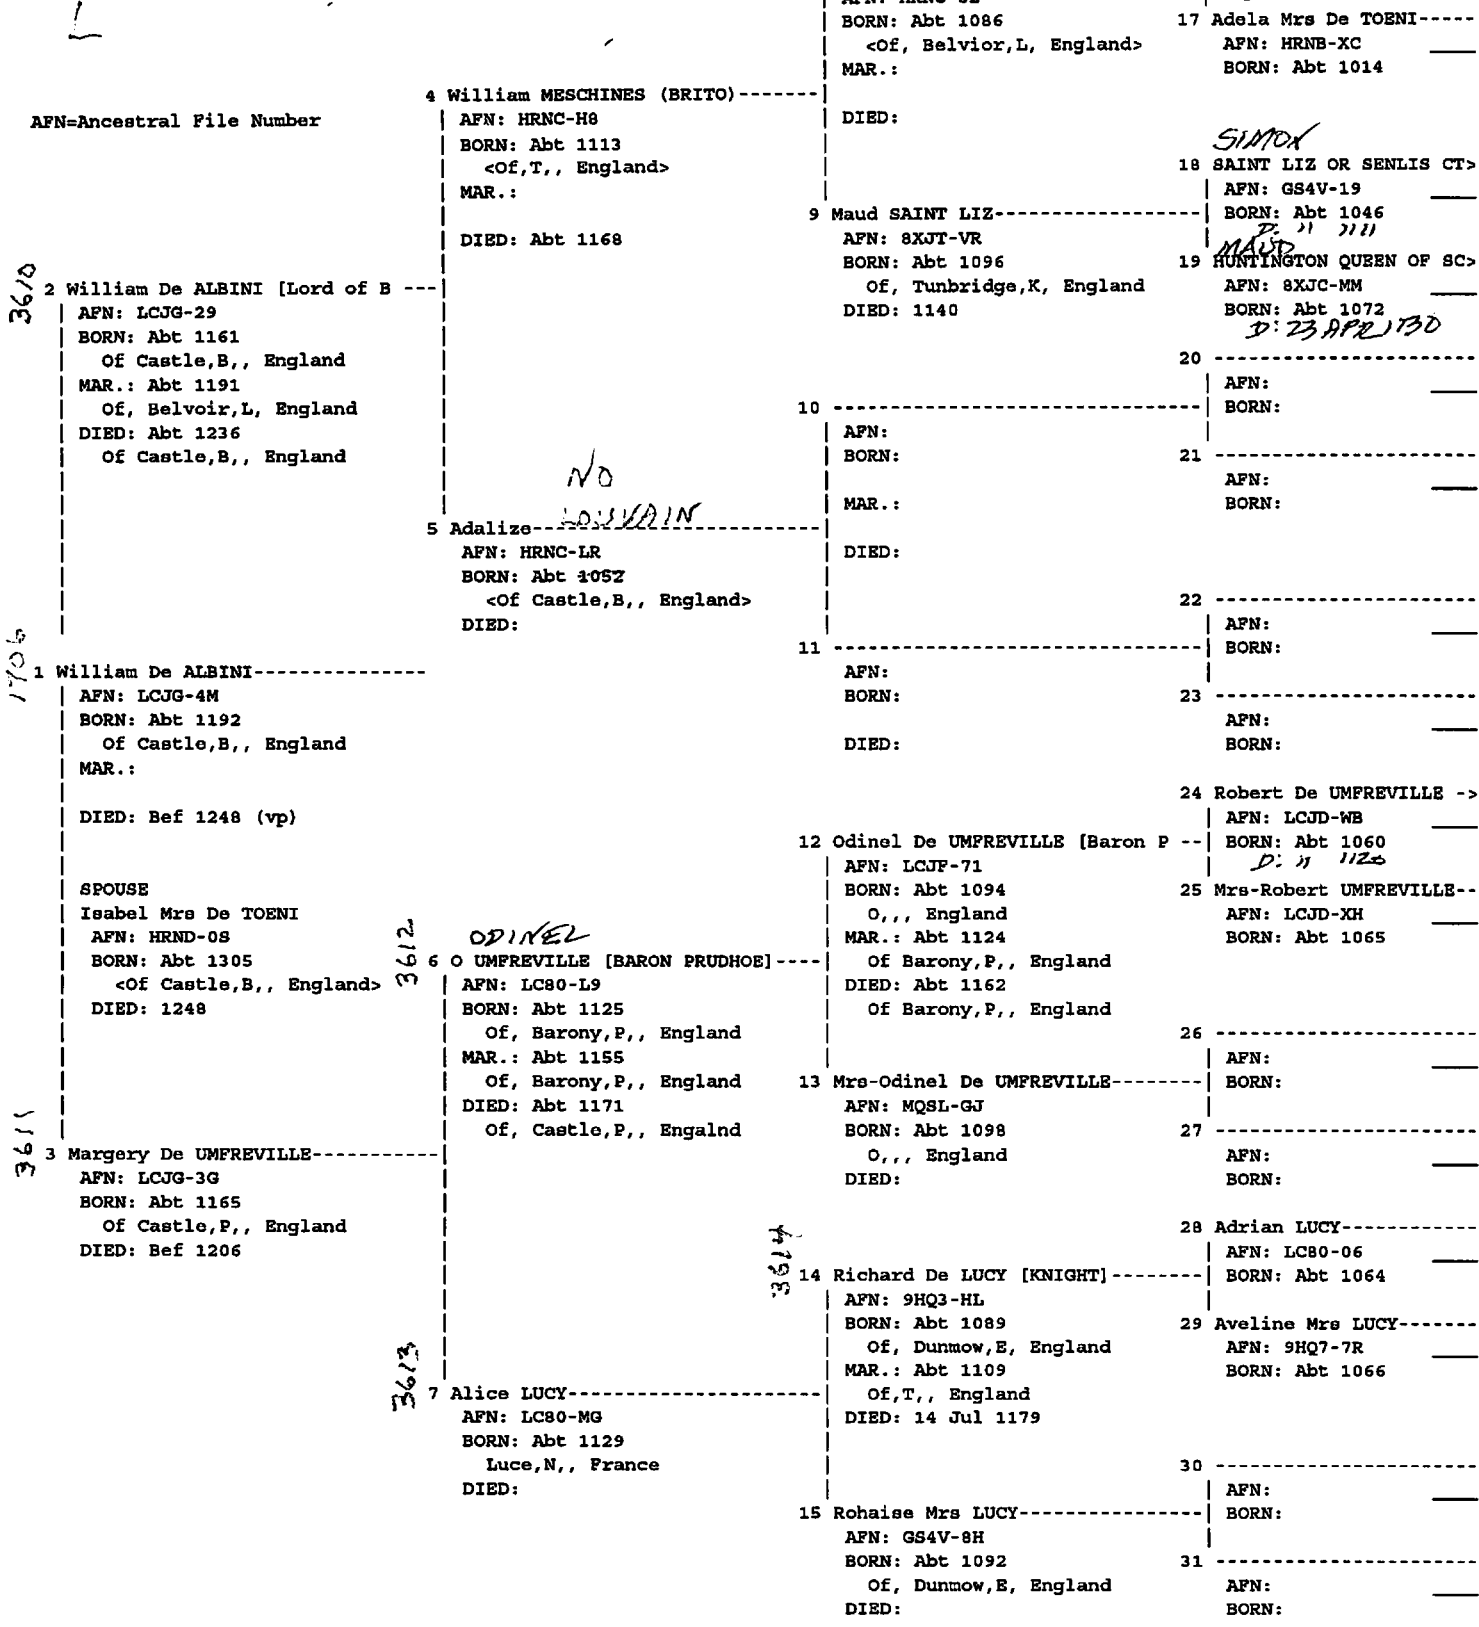 BORN: Abt 1086
<Of, Belvior,L, England>
MAR.:
DIED:
17 Adela Mrs De TOENI-----
AFN: HRNB-XC
BORN: Abt 1014
AFN=Ancestral File Number
4 William MESCHINES (BRITO)-------
AFN: HRNC-H8
BORN: Abt 1113
<Of,T,, England>
MAR.:
DIED: Abt 1168
SIMON
18 SAINT LIZ OR SENLIS CT>
AFN: GS4V-19
BORN: Abt 1046
D: " 1111
9 Maud SAINT LIZ------------------
AFN: 8XJT-VR
BORN: Abt 1096
Of, Tunbridge,K, England
DIED: 1140
MAUD
19 HUNTINGTON QUEEN OF SC>
AFN: 8XJC-MM
BORN: Abt 1072
D: 23 APR 1130
3610
2 William De ALBINI [Lord of B ---
AFN: LCJG-29
BORN: Abt 1161
Of Castle,B,, England
MAR.: Abt 1191
Of, Belvoir,L, England
DIED: Abt 1236
Of Castle,B,, England
20 -----------------------
AFN:
BORN:
10 --------------------------------
AFN:
BORN:
MAR.:
DIED:
21 -----------------------
AFN:
BORN:
NO
LOUVAIN
5 Adalize-------------------------
AFN: HRNC-LR
BORN: Abt 1052
<Of Castle,B,, England>
DIED:
22 -----------------------
AFN:
BORN:
11 --------------------------------
AFN:
BORN:
DIED:
23 -----------------------
AFN:
BORN:
1706
1 William De ALBINI---------------
AFN: LCJG-4M
BORN: Abt 1192
Of Castle,B,, England
MAR.:
DIED: Bef 1248 (vp)
SPOUSE
Isabel Mrs De TOENI
AFN: HRND-0S
BORN: Abt 1305
<Of Castle,B,, England>
DIED: 1248
24 Robert De UMFREVILLE ->
AFN: LCJD-WB
BORN: Abt 1060
D: " 1120
12 Odinel De UMFREVILLE [Baron P --
AFN: LCJF-71
BORN: Abt 1094
O,,, England
MAR.: Abt 1124
Of Barony,P,, England
DIED: Abt 1162
Of Barony,P,, England
25 Mrs-Robert UMFREVILLE--
AFN: LCJD-XH
BORN: Abt 1065
3612
ODINEL
6 O UMFREVILLE [BARON PRUDHOE]----
AFN: LC80-L9
BORN: Abt 1125
Of, Barony,P,, England
MAR.: Abt 1155
Of, Barony,P,, England
DIED: Abt 1171
Of, Castle,P,, Engalnd
26 -----------------------
AFN:
BORN:
13 Mrs-Odinel De UMFREVILLE--------
AFN: MQSL-GJ
BORN: Abt 1098
O,,, England
DIED:
27 -----------------------
AFN:
BORN:
3611
3 Margery De UMFREVILLE-----------
AFN: LCJG-3G
BORN: Abt 1165
Of Castle,P,, England
DIED: Bef 1206
28 Adrian LUCY------------
AFN: LC80-06
BORN: Abt 1064
3614
14 Richard De LUCY [KNIGHT]--------
AFN: 9HQ3-HL
BORN: Abt 1089
Of, Dunmow,E, England
MAR.: Abt 1109
Of,T,, England
DIED: 14 Jul 1179
29 Aveline Mrs LUCY-------
AFN: 9HQ7-7R
BORN: Abt 1066
3613
7 Alice LUCY----------------------
AFN: LC80-MG
BORN: Abt 1129
Luce,N,, France
DIED:
30 -----------------------
AFN:
BORN:
15 Rohaise Mrs LUCY----------------
AFN: GS4V-8H
BORN: Abt 1092
Of, Dunmow,E, England
DIED:
31 -----------------------
AFN:
BORN: